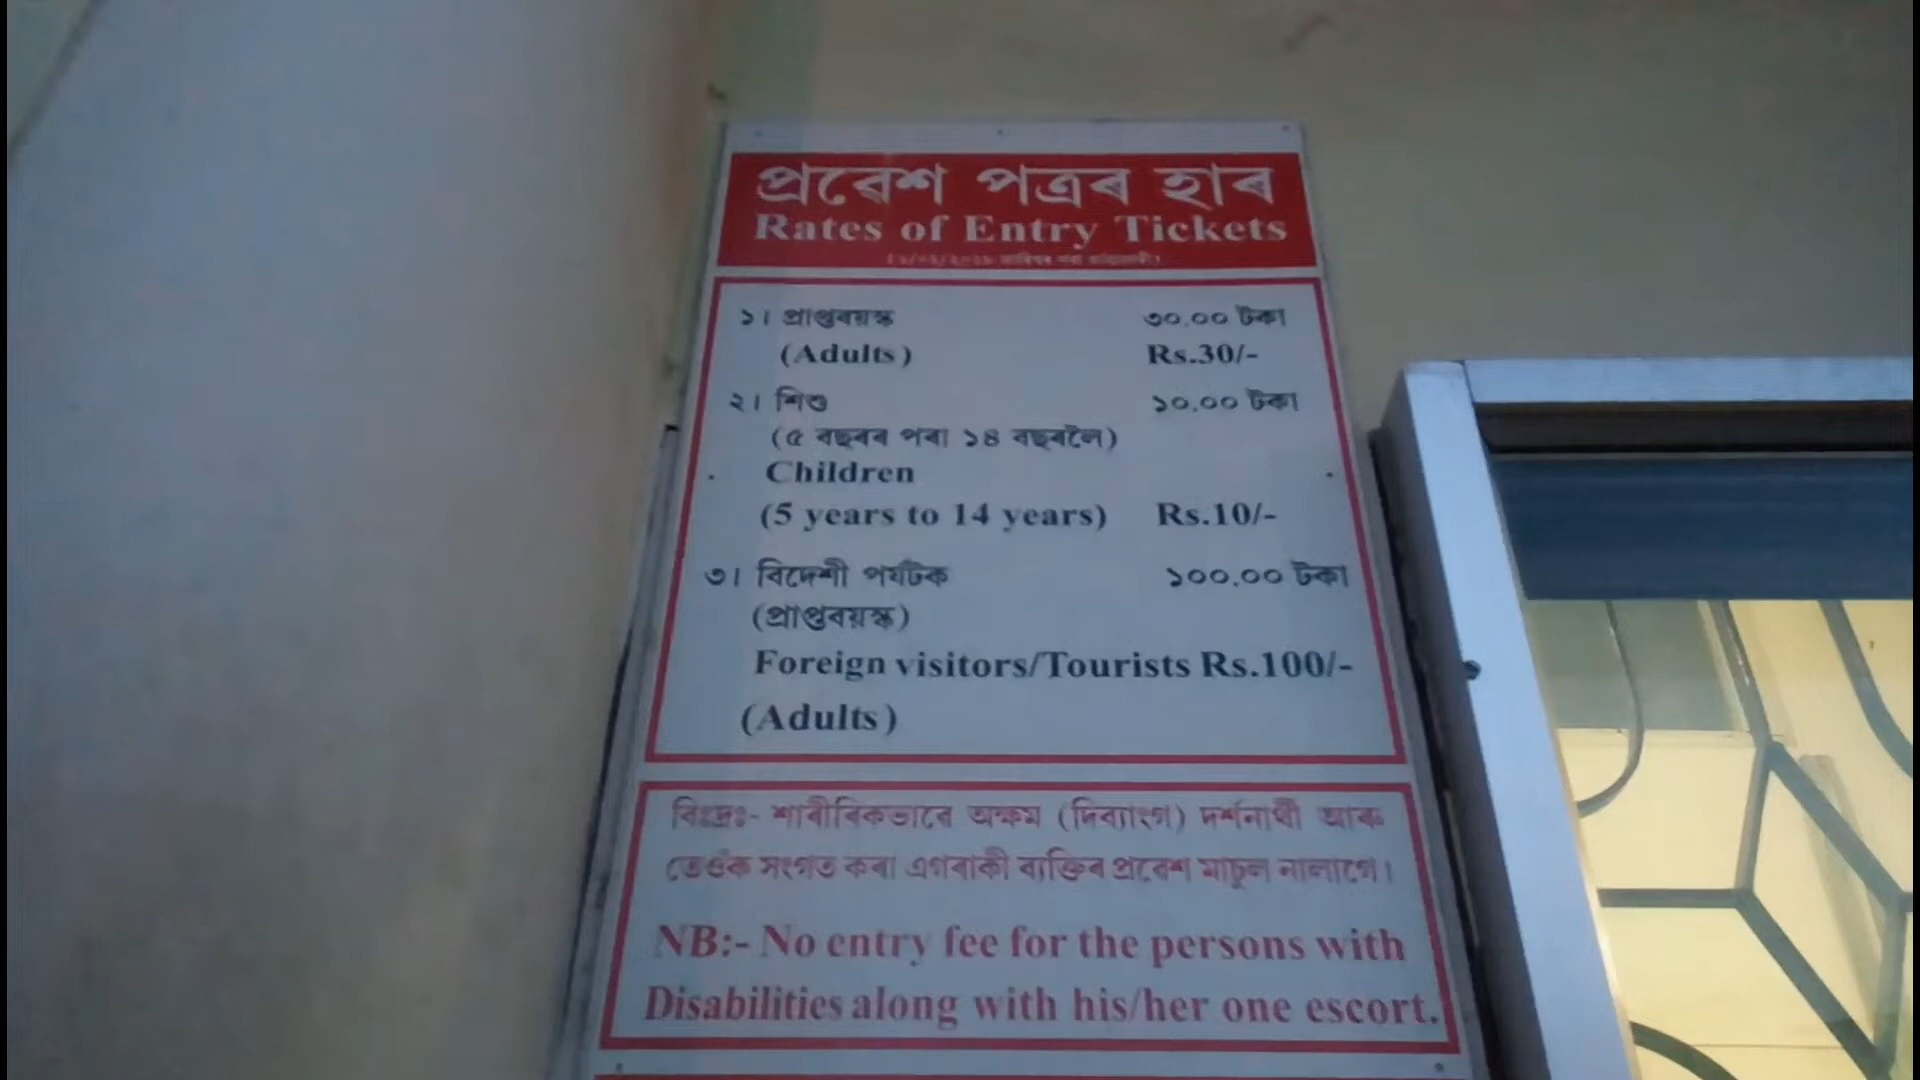 প্ৰৱেশ পত্ৰৰ হাৰ
Rates of Entry Tickets
১। প্ৰাপ্তবয়স্ক ৩০.০০ টকা
(Adults) Rs.30/-
২। শিশু ১০.০০ টকা
(৫ বছৰৰ পৰা ১৪ বছৰলৈ)
Children
(5 years to 14 years) Rs.10/-
৩। বিদেশী পৰ্যটক ১০০.০০ টকা
(প্ৰাপ্তবয়স্ক)
Foreign visitors/Tourists Rs.100/-
(Adults)
বিঃদ্ৰঃ- শাৰীৰিকভাৱে অক্ষম (দিব্যাংগ) দৰ্শনাৰ্থী আৰু
তেওঁক সংগত কৰা এগৰাকী ব্যক্তিৰ প্ৰৱেশ মাচুল নালাগে।
NB:- No entry fee for the persons with
Disabilities along with his/her one escort.